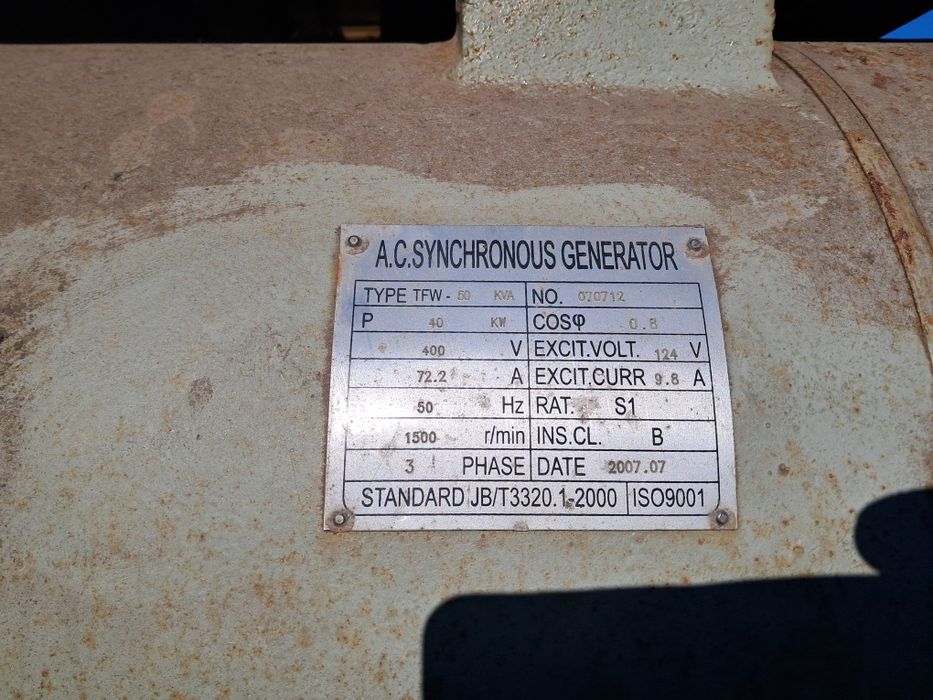 A.C.SYNCHRONOUS GENERATOR
TYPE TFW - 50 KVA NO. 070712
P 40 KW COSφ 0.8
400 V EXCIT.VOLT. 124 V
72.2 A EXCIT.CURR 9.8 A
50 Hz RAT. S1
1500 r/min INS.CL. B
3 PHASE DATE 2007.07
STANDARD JB/T3320.1-2000 ISO9001